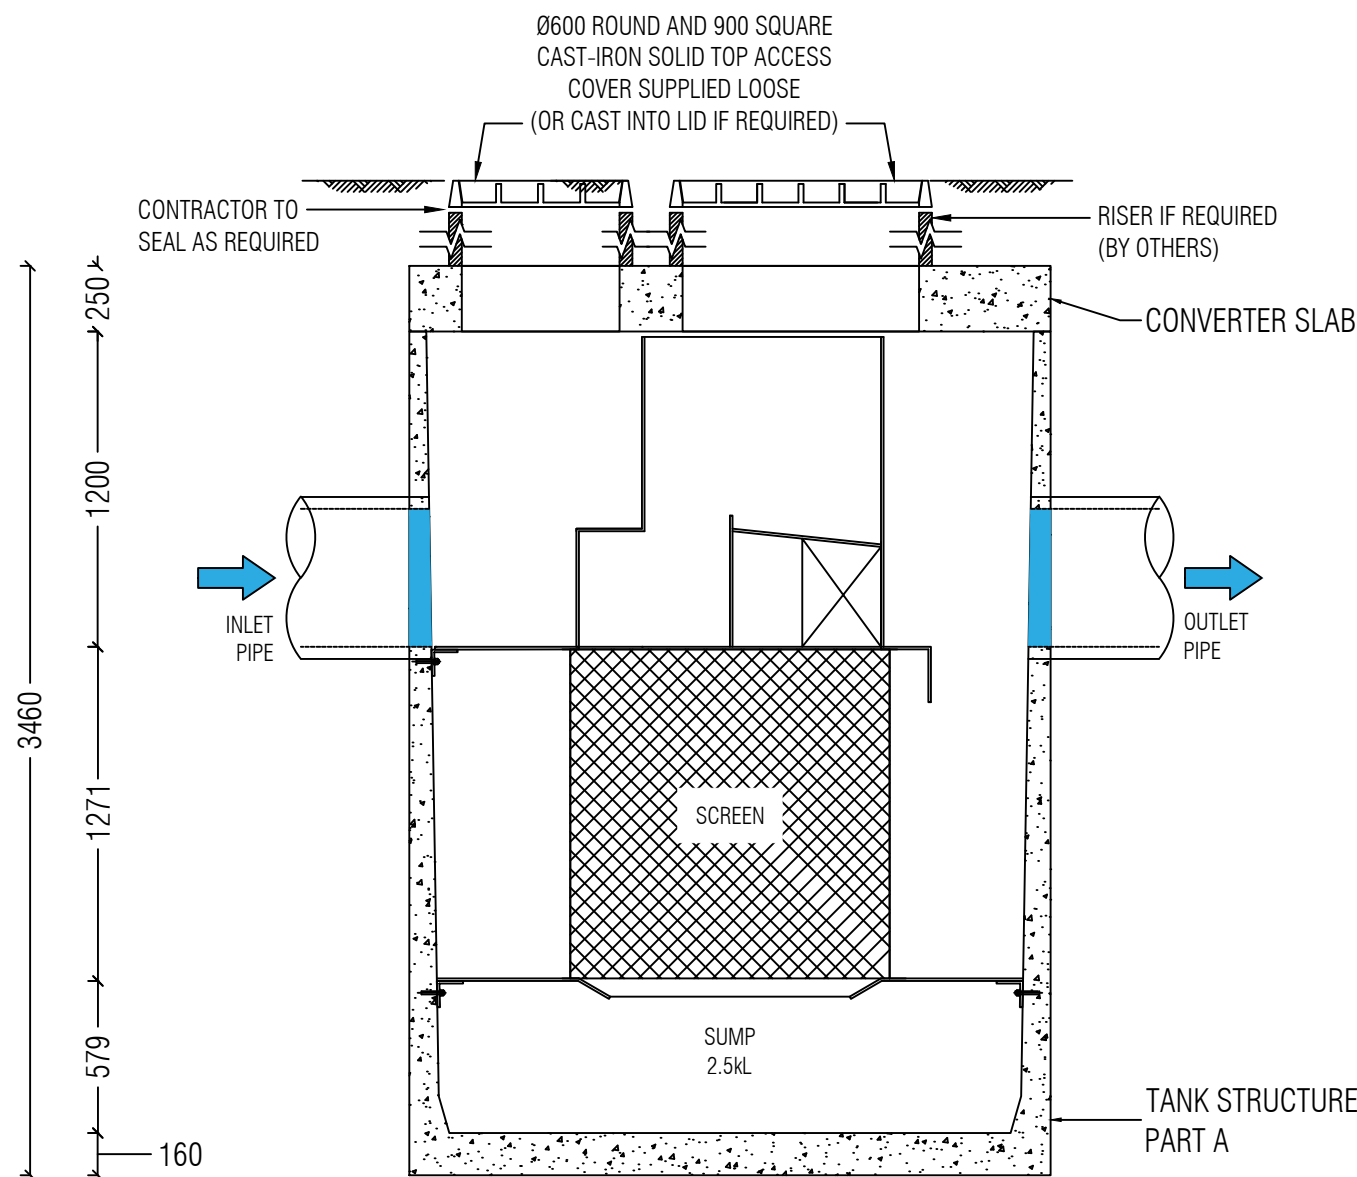 Ø600 ROUND AND 900 SQUARE
CAST-IRON SOLID TOP ACCESS
COVER SUPPLIED LOOSE
(OR CAST INTO LID IF REQUIRED)
CONTRACTOR TO
SEAL AS REQUIRED
RISER IF REQUIRED
(BY OTHERS)
CONVERTER SLAB
250
1200
INLET
PIPE
OUTLET
PIPE
3460
1271
SCREEN
579
SUMP
2.5kL
TANK STRUCTURE
PART A
160